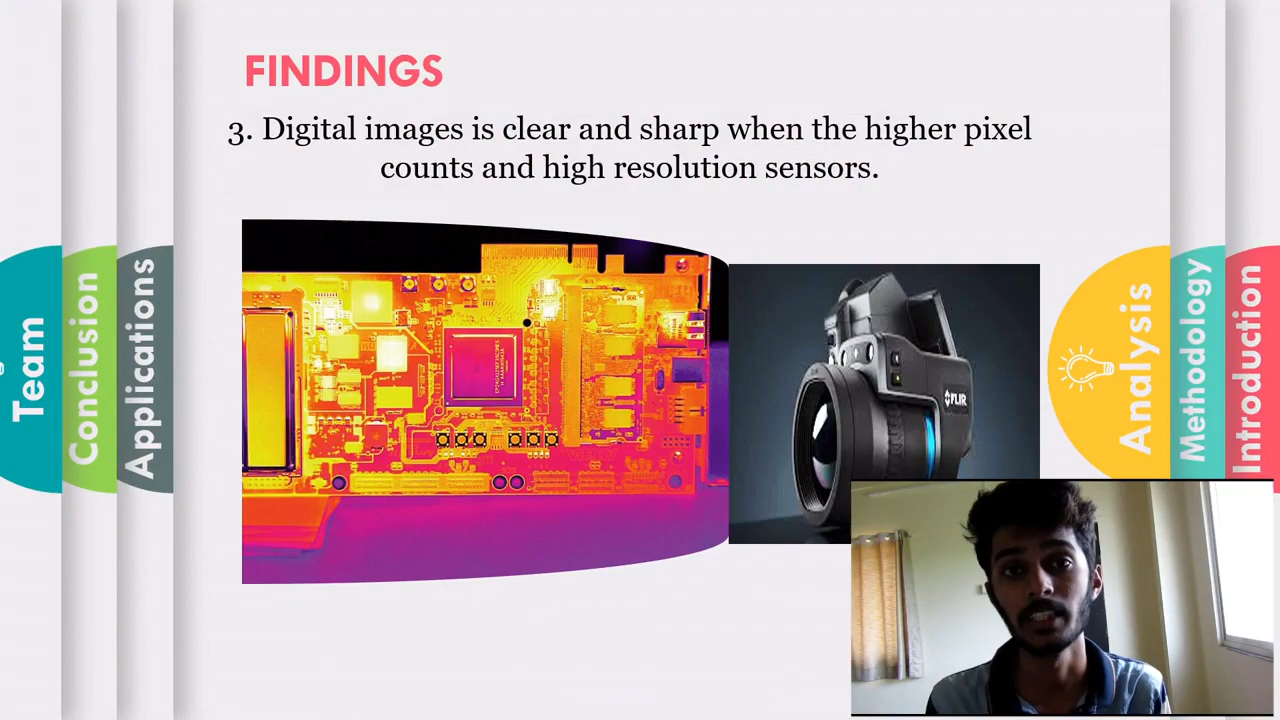 FINDINGS
3. Digital images is clear and sharp when the higher pixel
counts and high resolution sensors.
Team
Conclusion
Applications
Analysis
Methodology
Introduction
FLIR